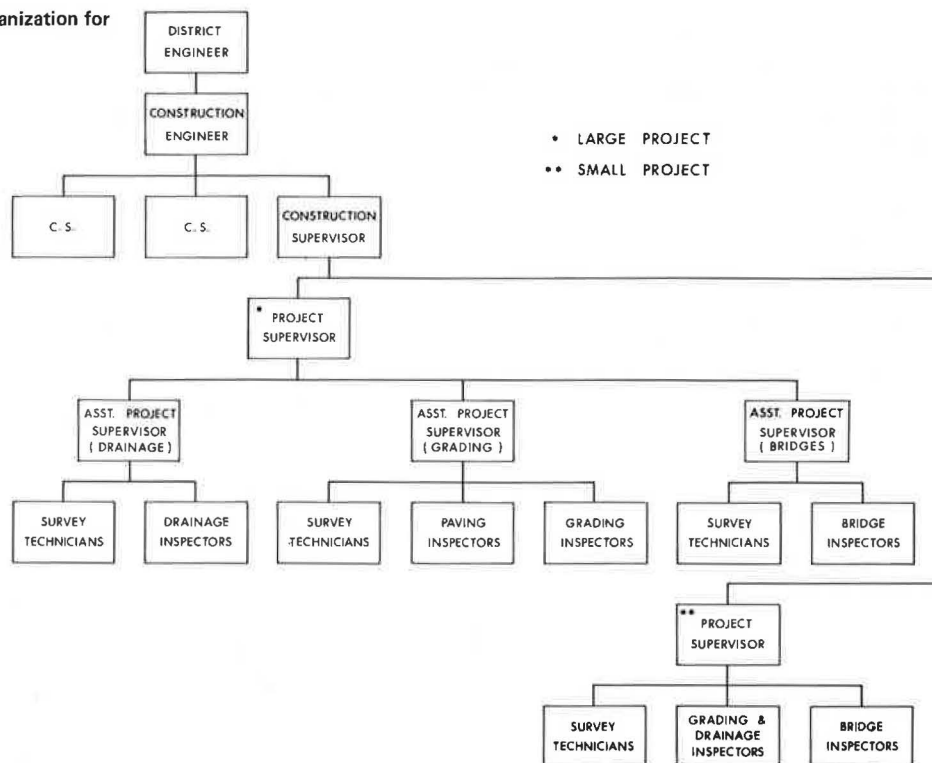 anization for
DISTRICT
ENGINEER
CONSTRUCTION
ENGINEER
* LARGE PROJECT
** SMALL PROJECT
C. S.
C. S.
CONSTRUCTION
SUPERVISOR
* PROJECT
SUPERVISOR
ASST. PROJECT
SUPERVISOR
( DRAINAGE )
ASST. PROJECT
SUPERVISOR
( GRADING )
ASST. PROJECT
SUPERVISOR
( BRIDGES )
SURVEY
TECHNICIANS
DRAINAGE
INSPECTORS
SURVEY
TECHNICIANS
PAVING
INSPECTORS
GRADING
INSPECTORS
SURVEY
TECHNICIANS
BRIDGE
INSPECTORS
** PROJECT
SUPERVISOR
SURVEY
TECHNICIANS
GRADING &
DRAINAGE
INSPECTORS
BRIDGE
INSPECTORS